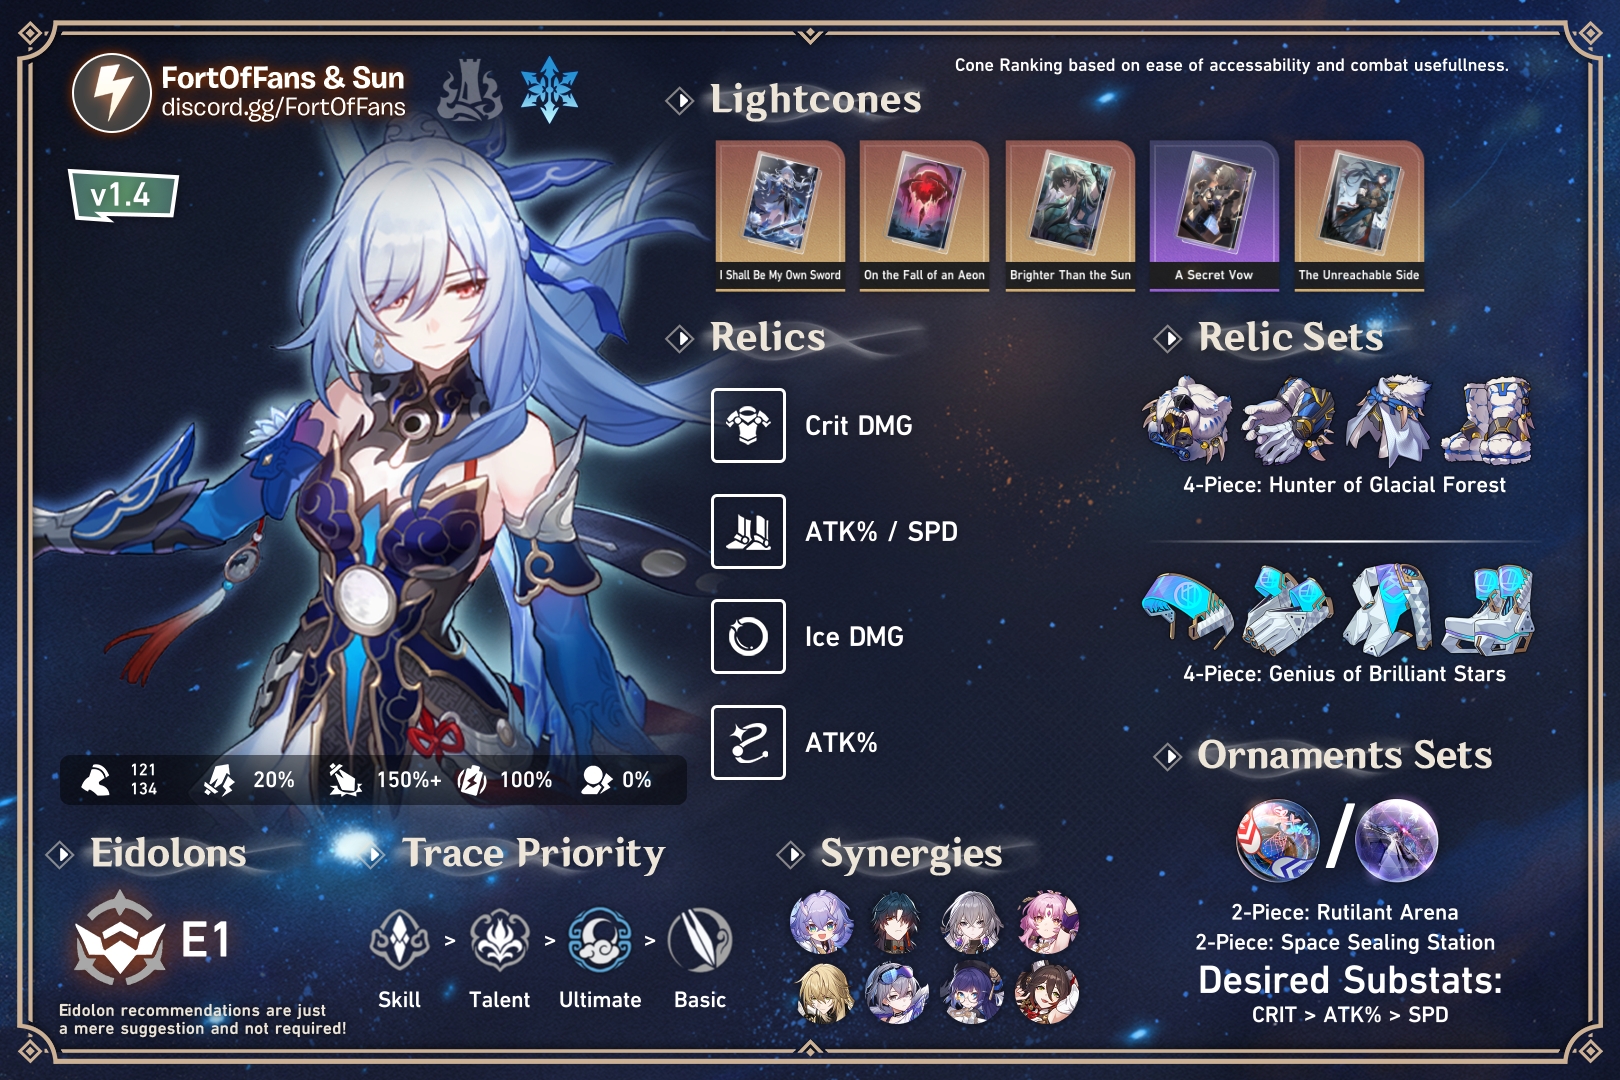 FortOfFans & Sun
discord.gg/FortOfFans
v1.4
Cone Ranking based on ease of accessability and combat usefullness.
Lightcones
I Shall Be My Own Sword
On the Fall of an Aeon
Brighter Than the Sun
A Secret Vow
The Unreachable Side
Relics
Crit DMG
ATK% / SPD
Ice DMG
ATK%
Relic Sets
4-Piece: Hunter of Glacial Forest
4-Piece: Genius of Brilliant Stars
Ornaments Sets
2-Piece: Rutilant Arena
2-Piece: Space Sealing Station
Desired Substats:
CRIT > ATK% > SPD
121
134
20%
150%+
100%
0%
Eidolons
E1
Eidolon recommendations are just
a mere suggestion and not required!
Trace Priority
> > >
Skill
Talent
Ultimate
Basic
Synergies